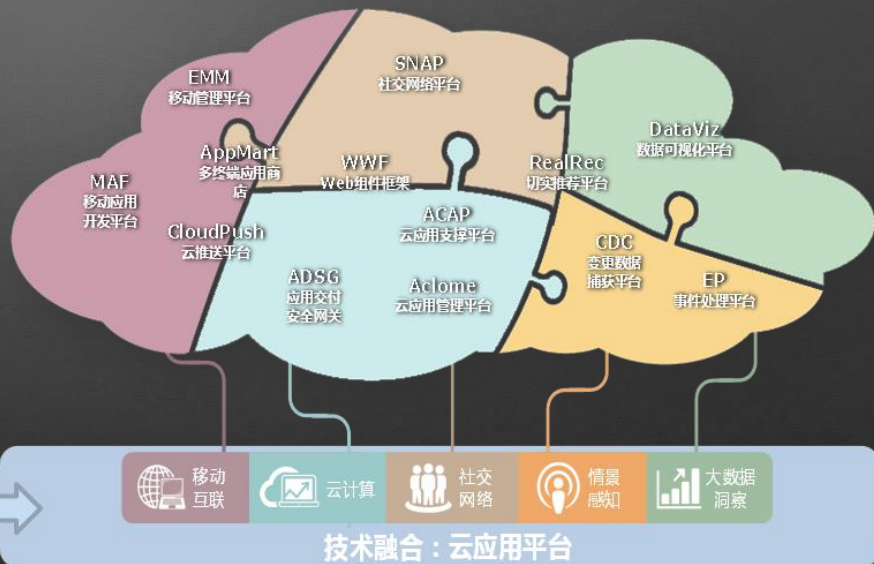 EMM
移动管理平台
SNAP
社交网络平台
DataViz
数据可视化平台
MAF
移动应用
开发平台
AppMart
多终端应用商
店
WWF
Web组件框架
RealRec
切实推荐平台
CloudPush
云推送平台
ACAP
云应用支撑平台
ADSG
应用交付
安全网关
Aclome
云应用管理平台
CDC
变更数据
捕获平台
EP
事件处理平台
移动
互联
云计算
社交
网络
情景
感知
大数据
洞察
技术融合：云应用平台